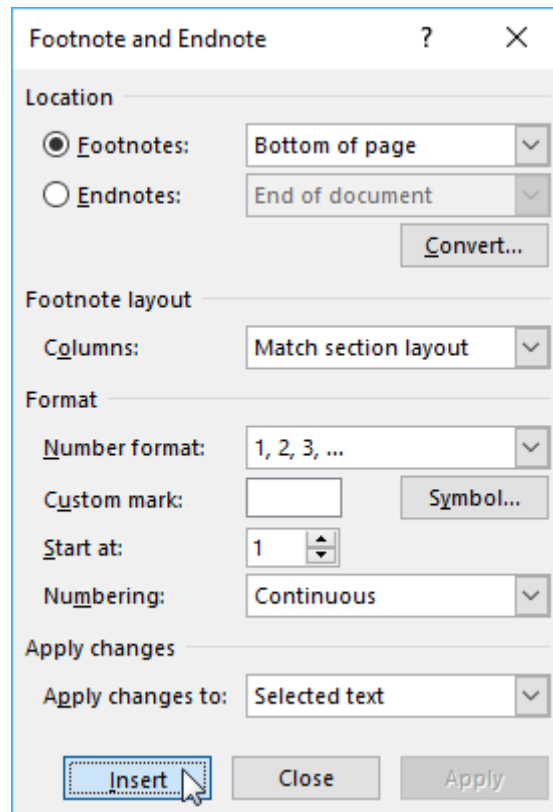 Footnote and Endnote ?
Location
Footnotes: Bottom of page
Endnotes: End of document
Convert...
Footnote layout
Columns: Match section layout
Format
Number format: 1, 2, 3, ...
Custom mark: Symbol...
Start at: 1
Numbering: Continuous
Apply changes
Apply changes to: Selected text
Insert Close Apply